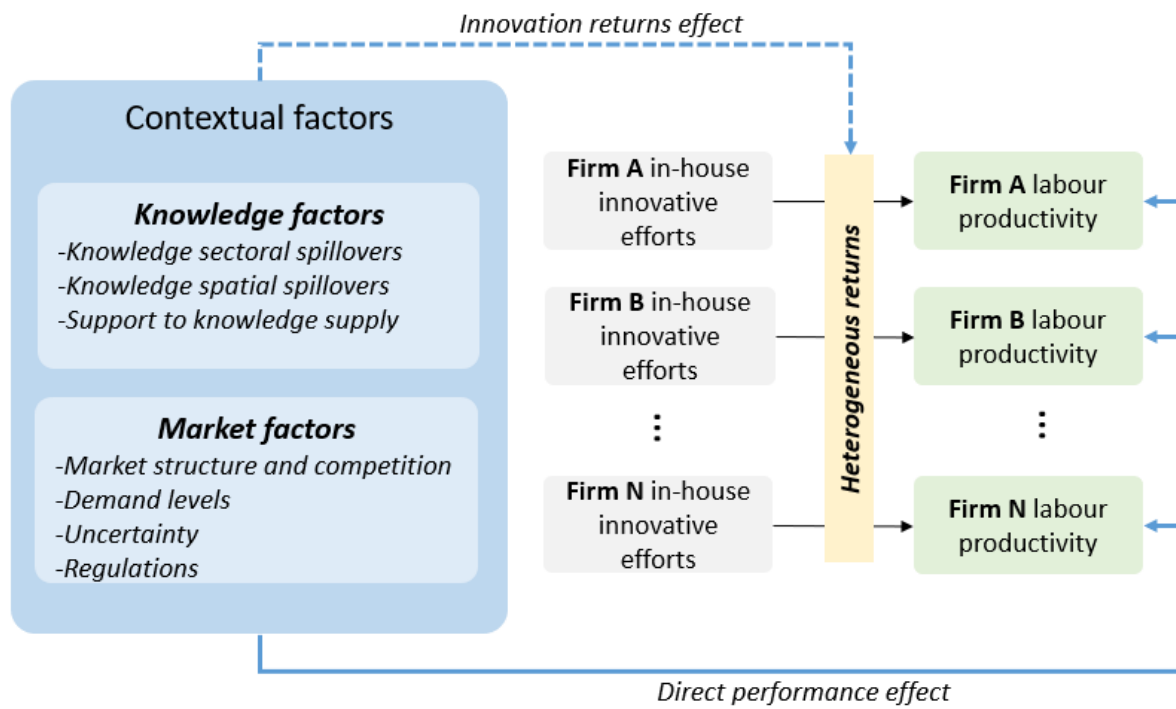 Innovation returns effect
Contextual factors
Knowledge factors
-Knowledge sectoral spillovers
-Knowledge spatial spillovers
-Support to knowledge supply
Market factors
-Market structure and competition
-Demand levels
-Uncertainty
-Regulations
Firm A in-house
innovative
efforts
Firm B in-house
innovative
efforts
⋮
Firm N in-house
innovative
efforts
Heterogeneous returns
Firm A labour
productivity
Firm B labour
productivity
⋮
Firm N labour
productivity
Direct performance effect